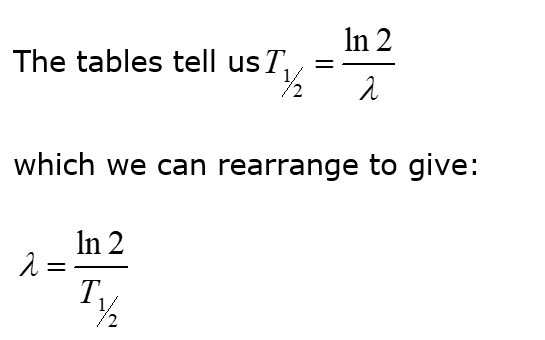 The tables tell us T½ = ln 2 / λ
which we can rearrange to give:
λ = ln 2 / T½